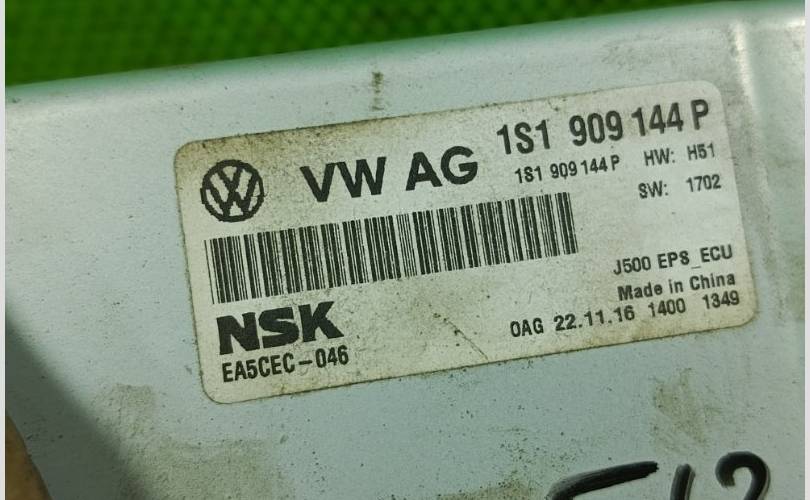 VW AG 1S1 909 144 P
1S1 909 144 P HW: H51
SW: 1702
NSK
EA5CEC-046
J500 EPS_ECU
Made in China
0AG 22.11.16 1400 1349